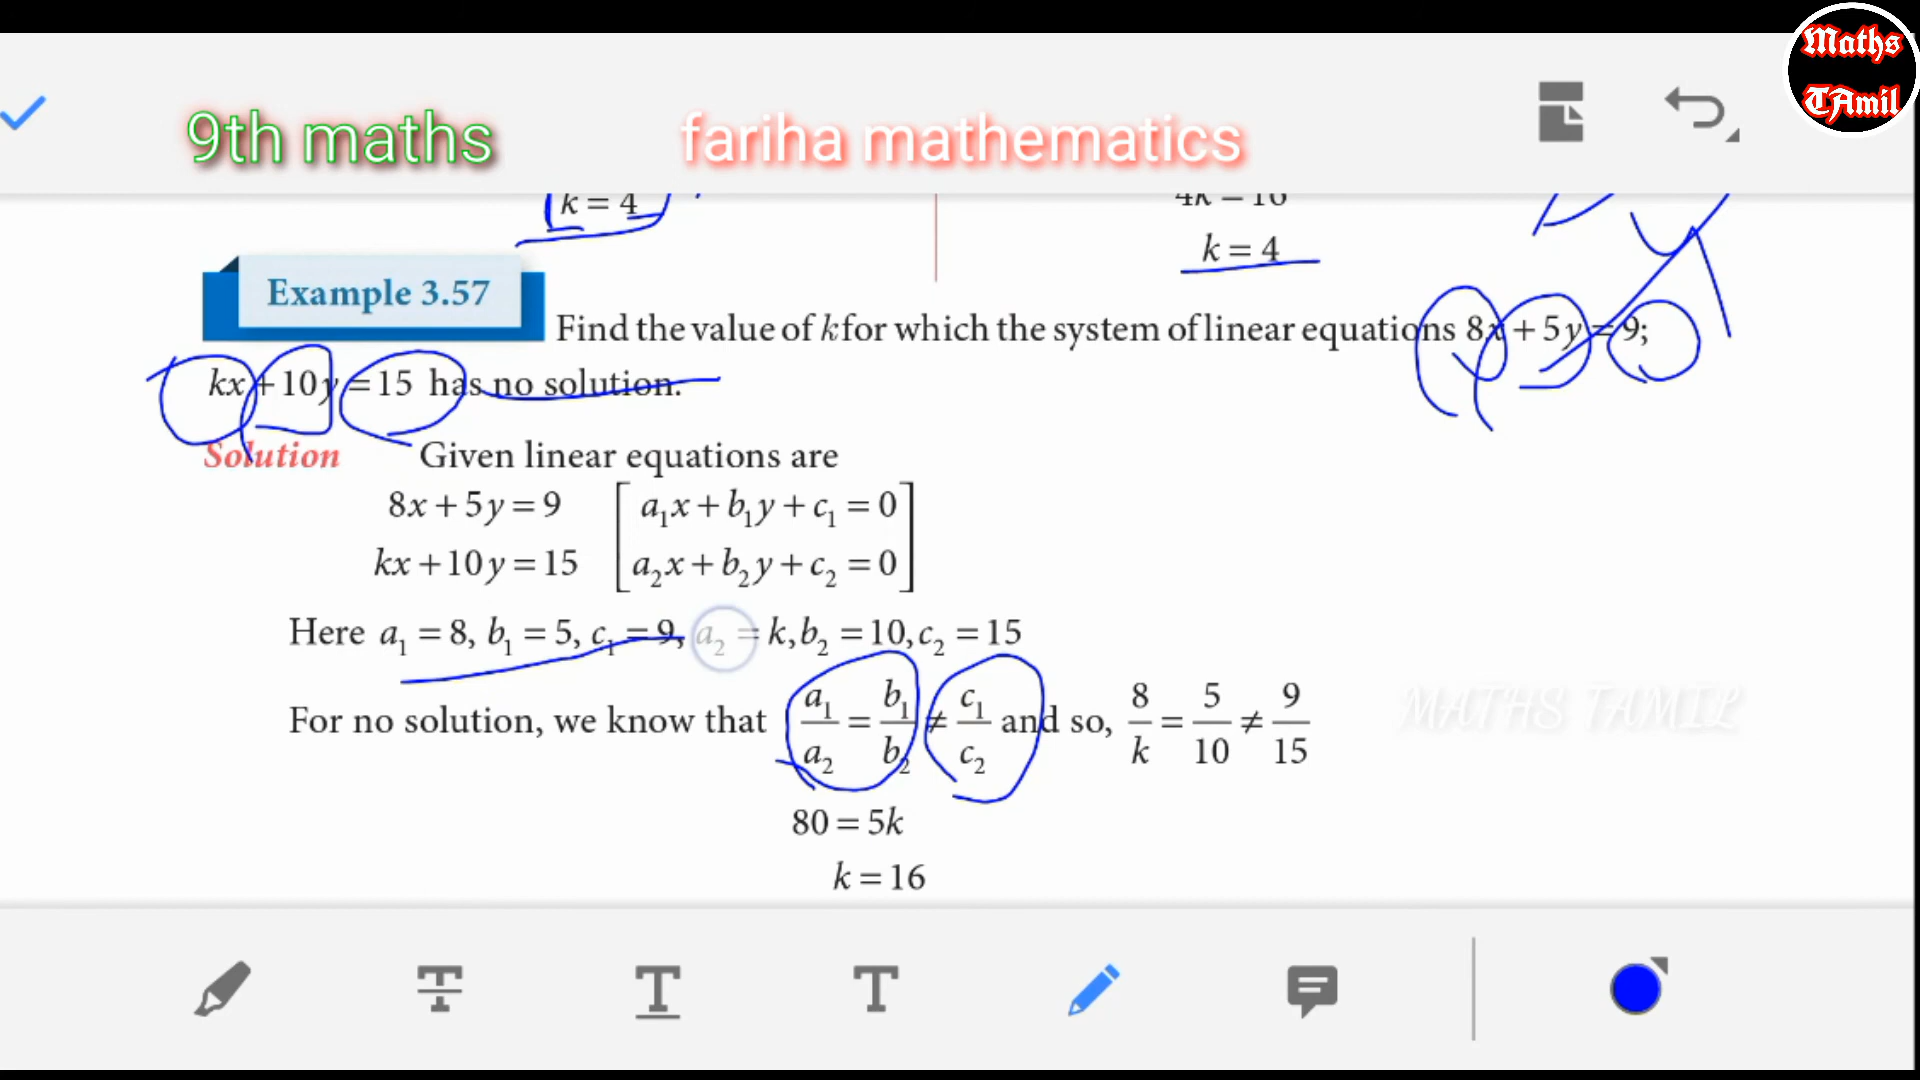 Maths
TAmil
9th maths
fariha mathematics
k = 4
4k = 16
k = 4
Example 3.57
Find the value of k for which the system of linear equations 8x + 5y = 9;
kx + 10y = 15 has no solution.
Solution Given linear equations are
8x + 5y = 9 [ a₁x + b₁y + c₁ = 0 ]
kx + 10y = 15 [ a₂x + b₂y + c₂ = 0 ]
Here a₁ = 8, b₁ = 5, c₁ = 9, a₂ = k, b₂ = 10, c₂ = 15
For no solution, we know that a₁/a₂ = b₁/b₂ ≠ c₁/c₂ and so, 8/k = 5/10 ≠ 9/15
MATHS TAMIL
80 = 5k
k = 16